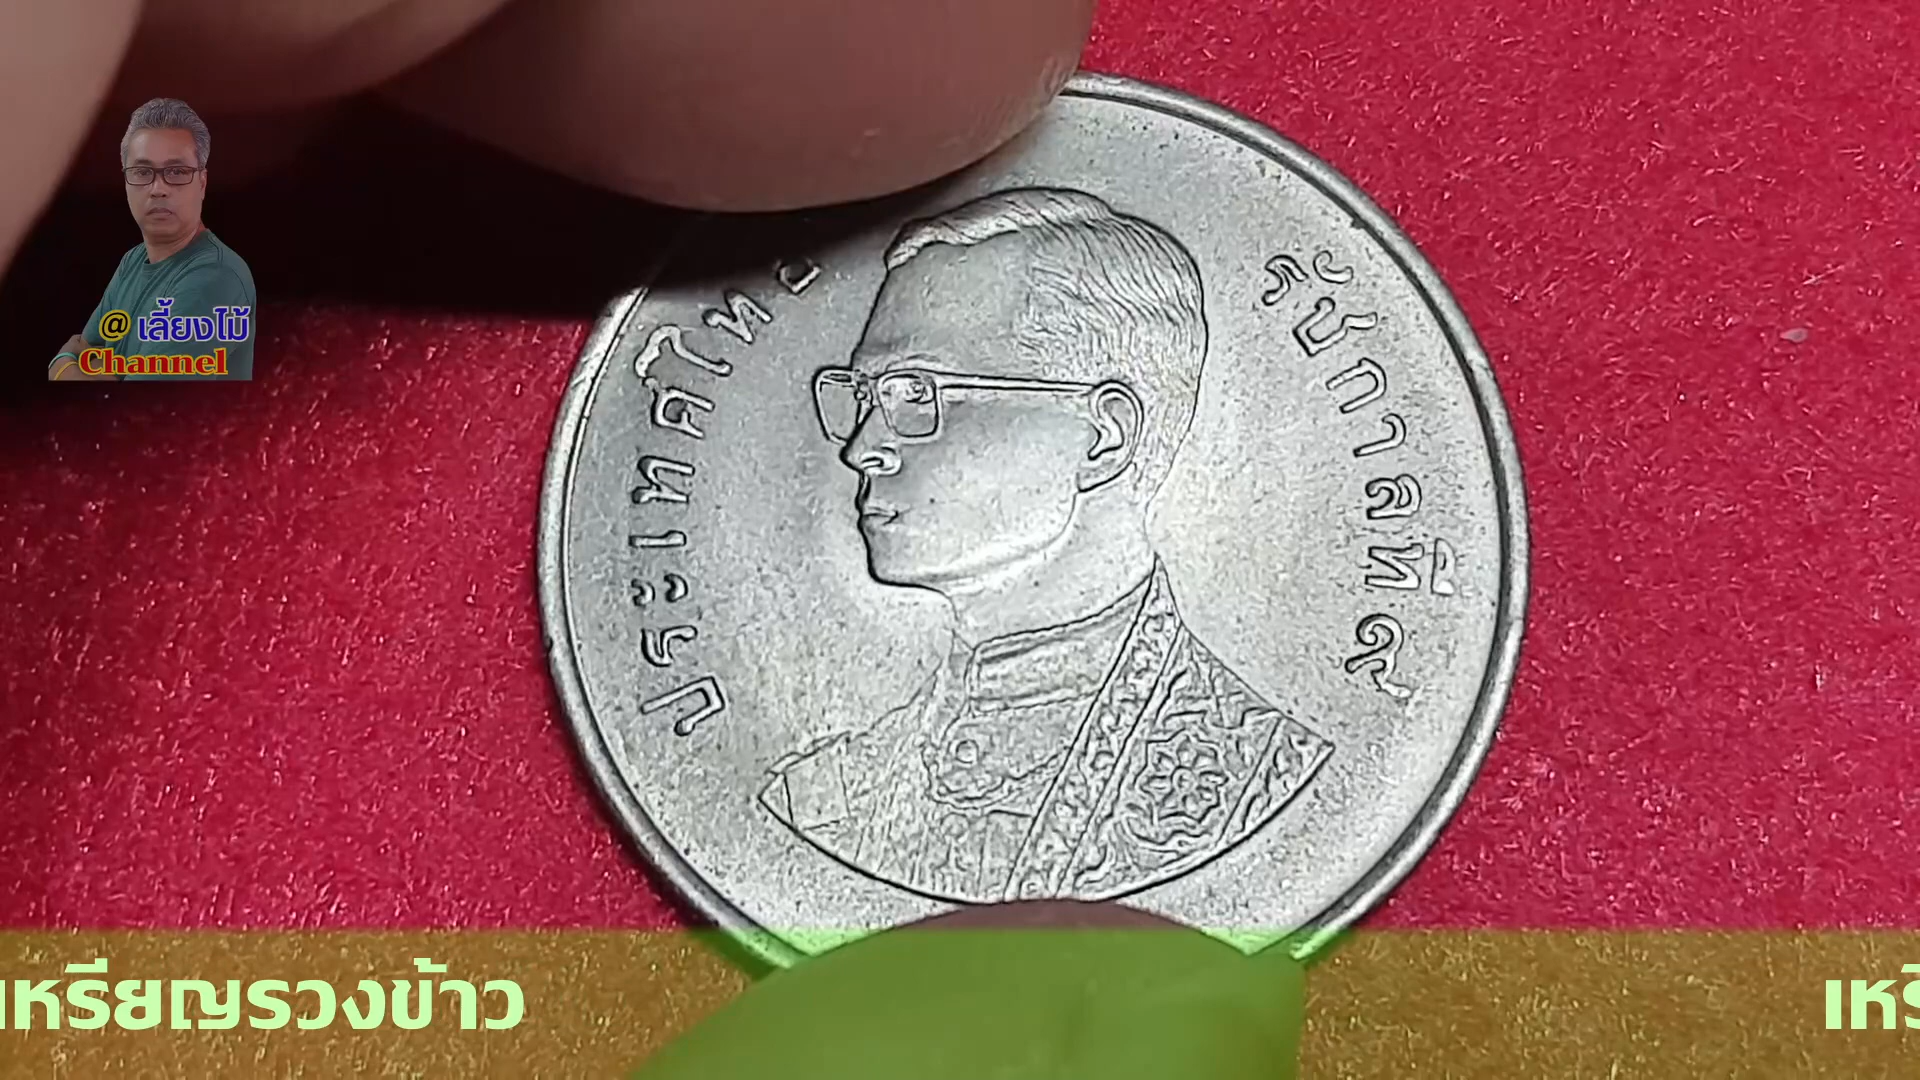 @ เลี้ยงไม้
Channel
ประเทศไทย
รัชกาลที่ ๙
เหรียญรวงข้าว